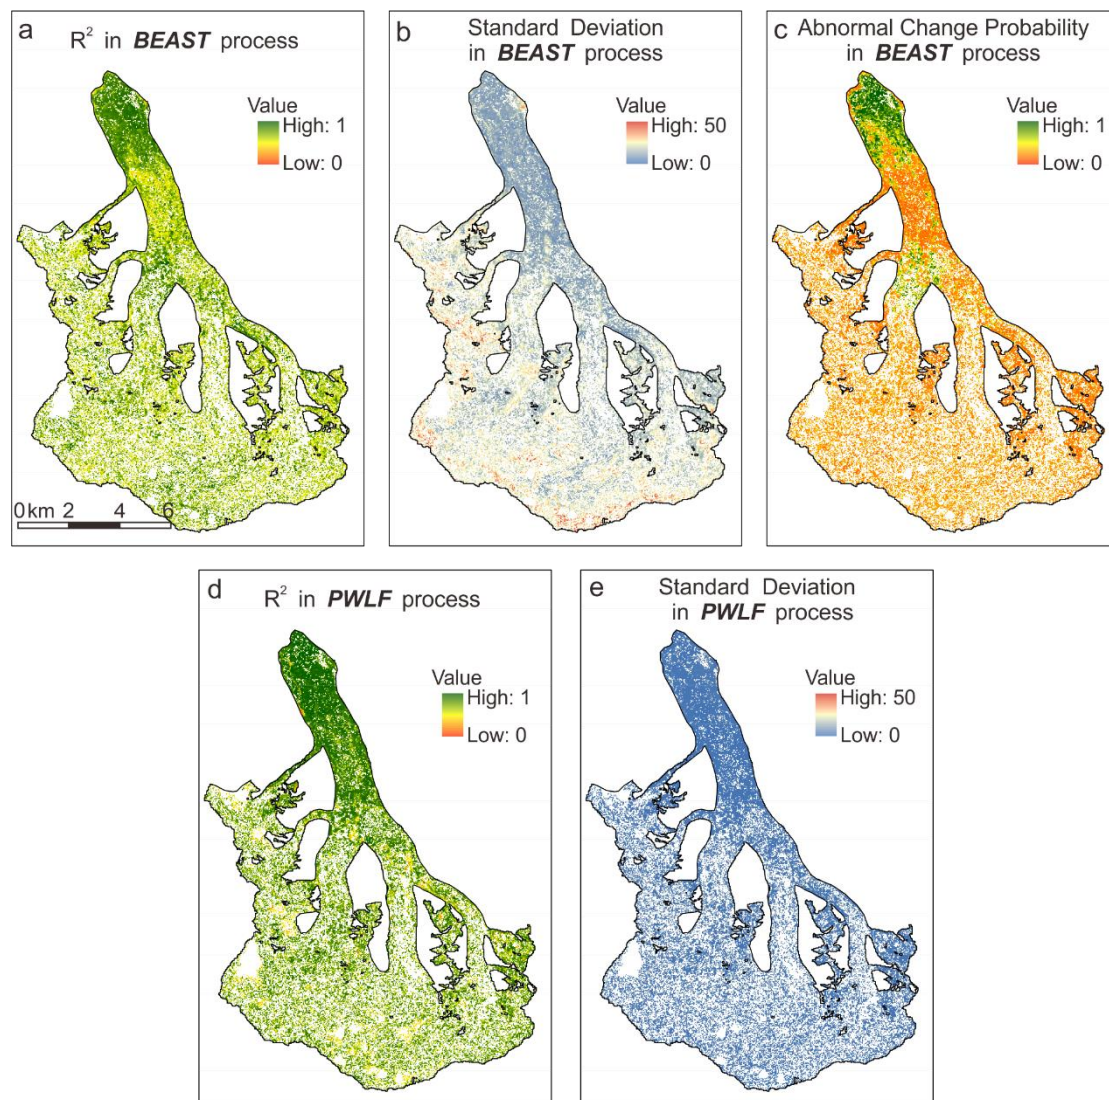 a
R² in BEAST process
Value
High: 1
Low: 0
0 km 2 4 6
b
Standard Deviation
in BEAST process
Value
High: 50
Low: 0
c
Abnormal Change Probability
in BEAST process
Value
High: 1
Low: 0
d
R² in PWLF process
Value
High: 1
Low: 0
e
Standard Deviation
in PWLF process
Value
High: 50
Low: 0